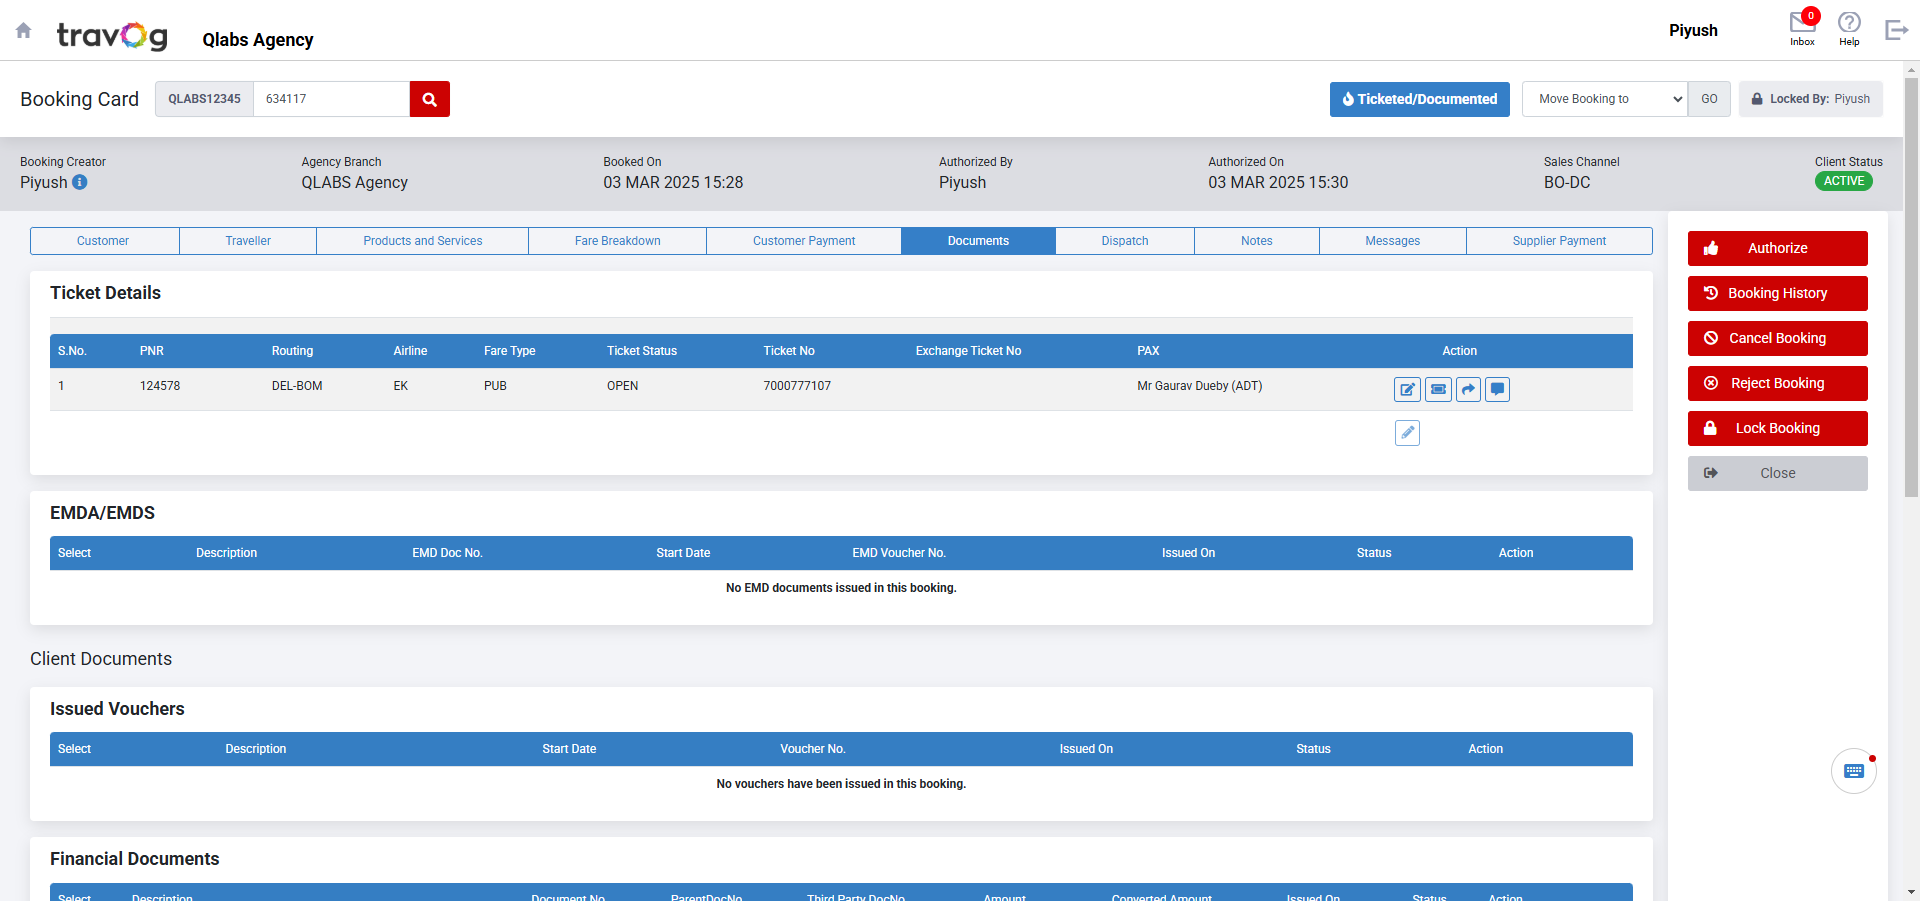 travog
Qlabs Agency
Piyush
0
Inbox
Help
Booking Card
QLABS12345
634117
Ticketed/Documented
Move Booking to
GO
Locked By: Piyush
Booking Creator
Piyush
Agency Branch
QLABS Agency
Booked On
03 MAR 2025 15:28
Authorized By
Piyush
Authorized On
03 MAR 2025 15:30
Sales Channel
BO-DC
Client Status
ACTIVE
Customer Traveller Products and Services Fare Breakdown Customer Payment Documents Dispatch Notes Messages Supplier Payment
Authorize
Booking History
Cancel Booking
Reject Booking
Lock Booking
Close
Ticket Details
S.No. PNR Routing Airline Fare Type Ticket Status Ticket No Exchange Ticket No PAX Action
1 124578 DEL-BOM EK PUB OPEN 7000777107 Mr Gaurav Dueby (ADT)
EMDA/EMDS
Select Description EMD Doc No. Start Date EMD Voucher No. Issued On Status Action
No EMD documents issued in this booking.
Client Documents
Issued Vouchers
Select Description Start Date Voucher No. Issued On Status Action
No vouchers have been issued in this booking.
Financial Documents
Select Description Document No ParentDocNo Third Party DocNo Amount Converted Amount Issued On Status Action